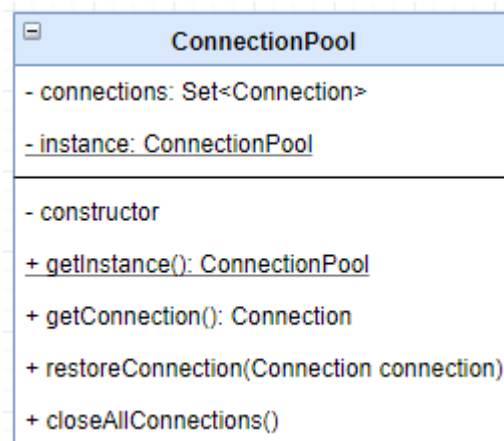 ConnectionPool
- connections: Set<Connection>
- instance: ConnectionPool
- constructor
+ getInstance(): ConnectionPool
+ getConnection(): Connection
+ restoreConnection(Connection connection)
+ closeAllConnections()